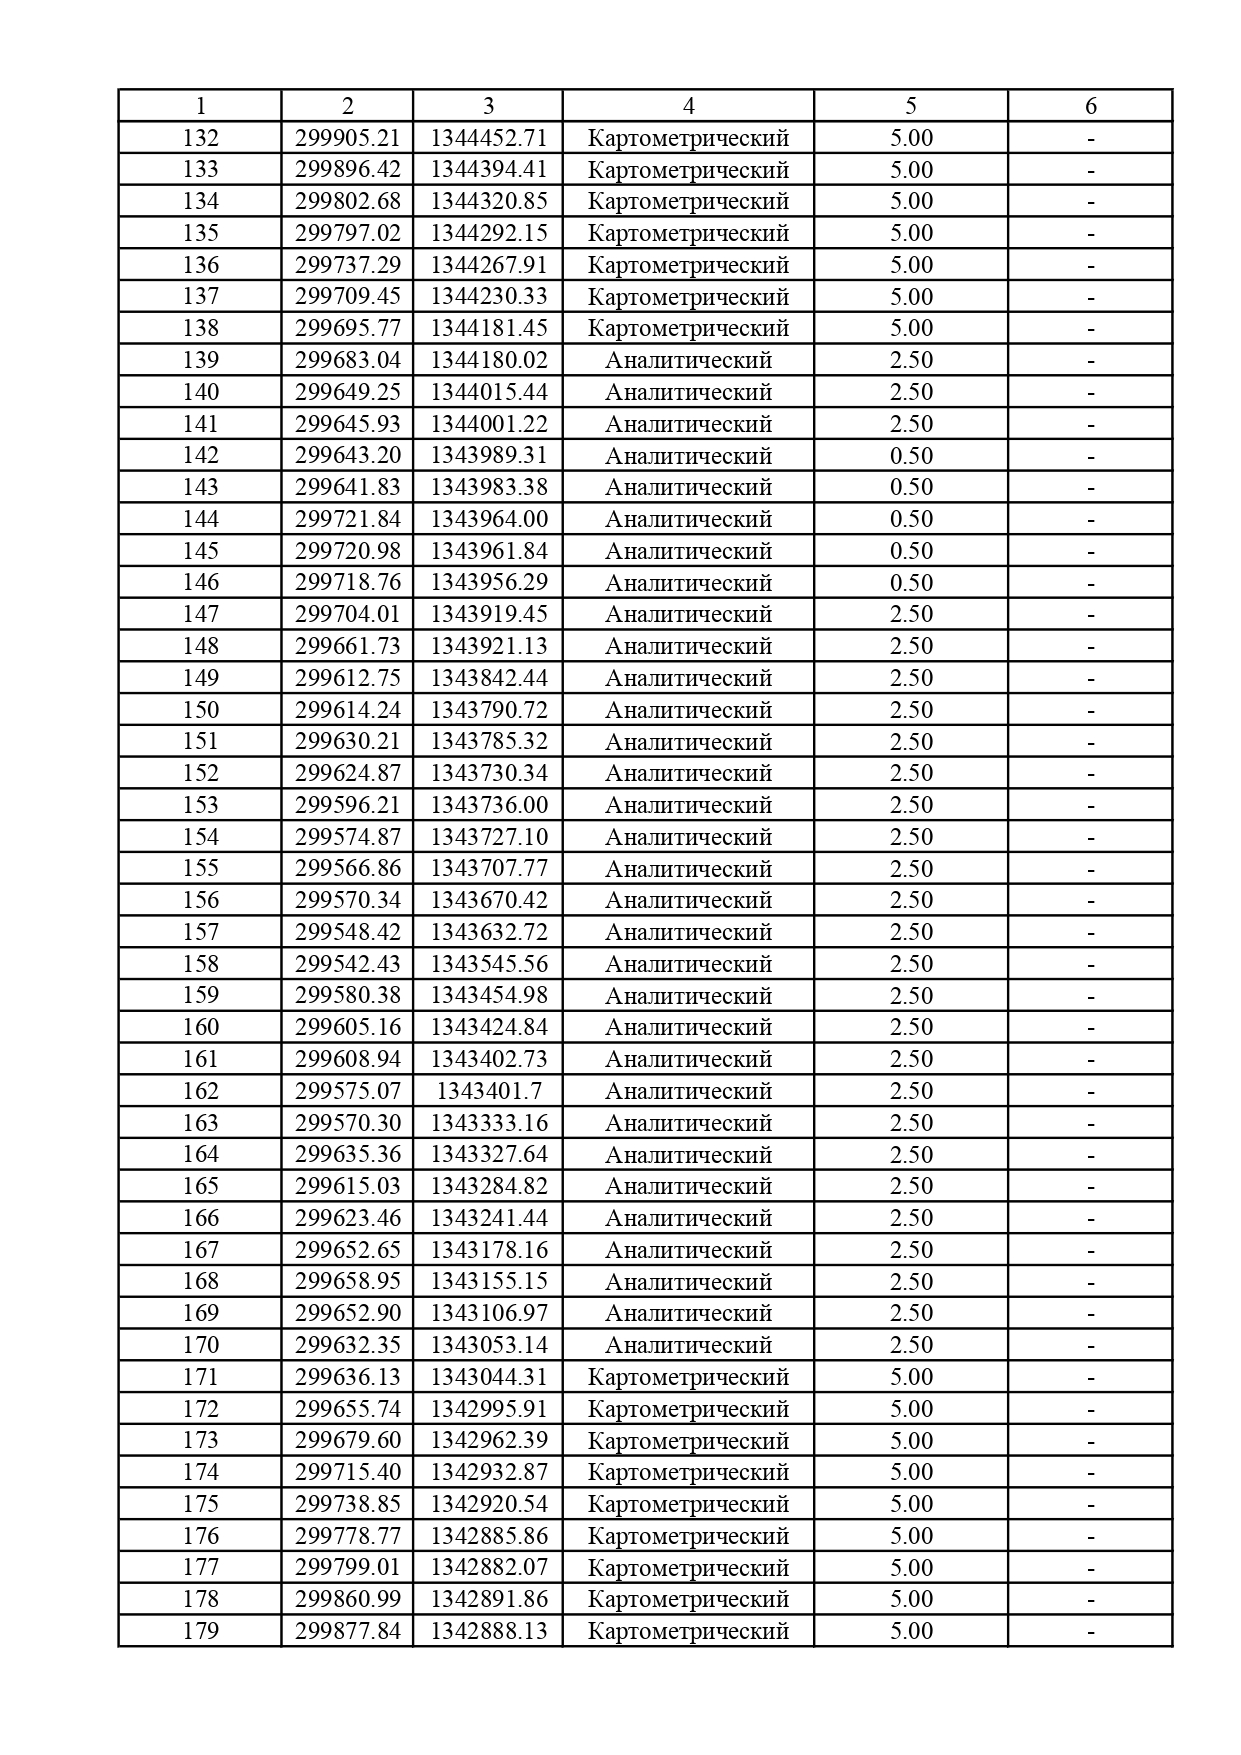 1 2 3 4 5 6
132 299905.21 1344452.71 Картометрический 5.00 -
133 299896.42 1344394.41 Картометрический 5.00 -
134 299802.68 1344320.85 Картометрический 5.00 -
135 299797.02 1344292.15 Картометрический 5.00 -
136 299737.29 1344267.91 Картометрический 5.00 -
137 299709.45 1344230.33 Картометрический 5.00 -
138 299695.77 1344181.45 Картометрический 5.00 -
139 299683.04 1344180.02 Аналитический 2.50 -
140 299649.25 1344015.44 Аналитический 2.50 -
141 299645.93 1344001.22 Аналитический 2.50 -
142 299643.20 1343989.31 Аналитический 0.50 -
143 299641.83 1343983.38 Аналитический 0.50 -
144 299721.84 1343964.00 Аналитический 0.50 -
145 299720.98 1343961.84 Аналитический 0.50 -
146 299718.76 1343956.29 Аналитический 0.50 -
147 299704.01 1343919.45 Аналитический 2.50 -
148 299661.73 1343921.13 Аналитический 2.50 -
149 299612.75 1343842.44 Аналитический 2.50 -
150 299614.24 1343790.72 Аналитический 2.50 -
151 299630.21 1343785.32 Аналитический 2.50 -
152 299624.87 1343730.34 Аналитический 2.50 -
153 299596.21 1343736.00 Аналитический 2.50 -
154 299574.87 1343727.10 Аналитический 2.50 -
155 299566.86 1343707.77 Аналитический 2.50 -
156 299570.34 1343670.42 Аналитический 2.50 -
157 299548.42 1343632.72 Аналитический 2.50 -
158 299542.43 1343545.56 Аналитический 2.50 -
159 299580.38 1343454.98 Аналитический 2.50 -
160 299605.16 1343424.84 Аналитический 2.50 -
161 299608.94 1343402.73 Аналитический 2.50 -
162 299575.07 1343401.7 Аналитический 2.50 -
163 299570.30 1343333.16 Аналитический 2.50 -
164 299635.36 1343327.64 Аналитический 2.50 -
165 299615.03 1343284.82 Аналитический 2.50 -
166 299623.46 1343241.44 Аналитический 2.50 -
167 299652.65 1343178.16 Аналитический 2.50 -
168 299658.95 1343155.15 Аналитический 2.50 -
169 299652.90 1343106.97 Аналитический 2.50 -
170 299632.35 1343053.14 Аналитический 2.50 -
171 299636.13 1343044.31 Картометрический 5.00 -
172 299655.74 1342995.91 Картометрический 5.00 -
173 299679.60 1342962.39 Картометрический 5.00 -
174 299715.40 1342932.87 Картометрический 5.00 -
175 299738.85 1342920.54 Картометрический 5.00 -
176 299778.77 1342885.86 Картометрический 5.00 -
177 299799.01 1342882.07 Картометрический 5.00 -
178 299860.99 1342891.86 Картометрический 5.00 -
179 299877.84 1342888.13 Картометрический 5.00 -